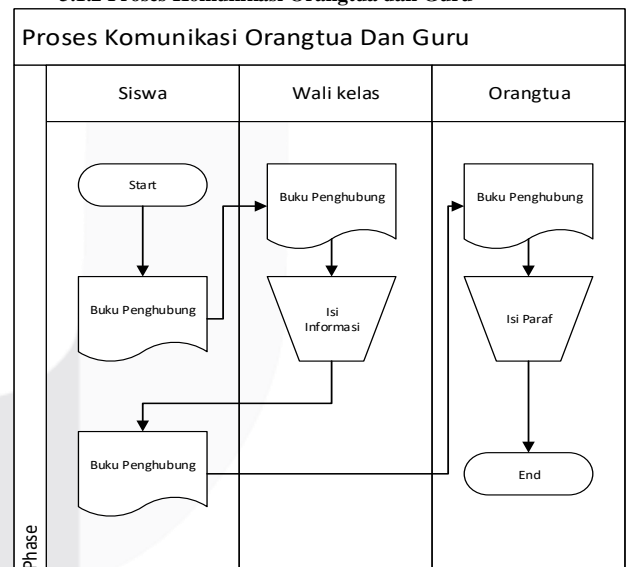 Proses Komunikasi Orangtua Dan Guru
Siswa
Wali kelas
Orangtua
Start
Buku Penghubung
Buku Penghubung
Isi
Informasi
Buku Penghubung
Buku Penghubung
Isi Paraf
End
Phase